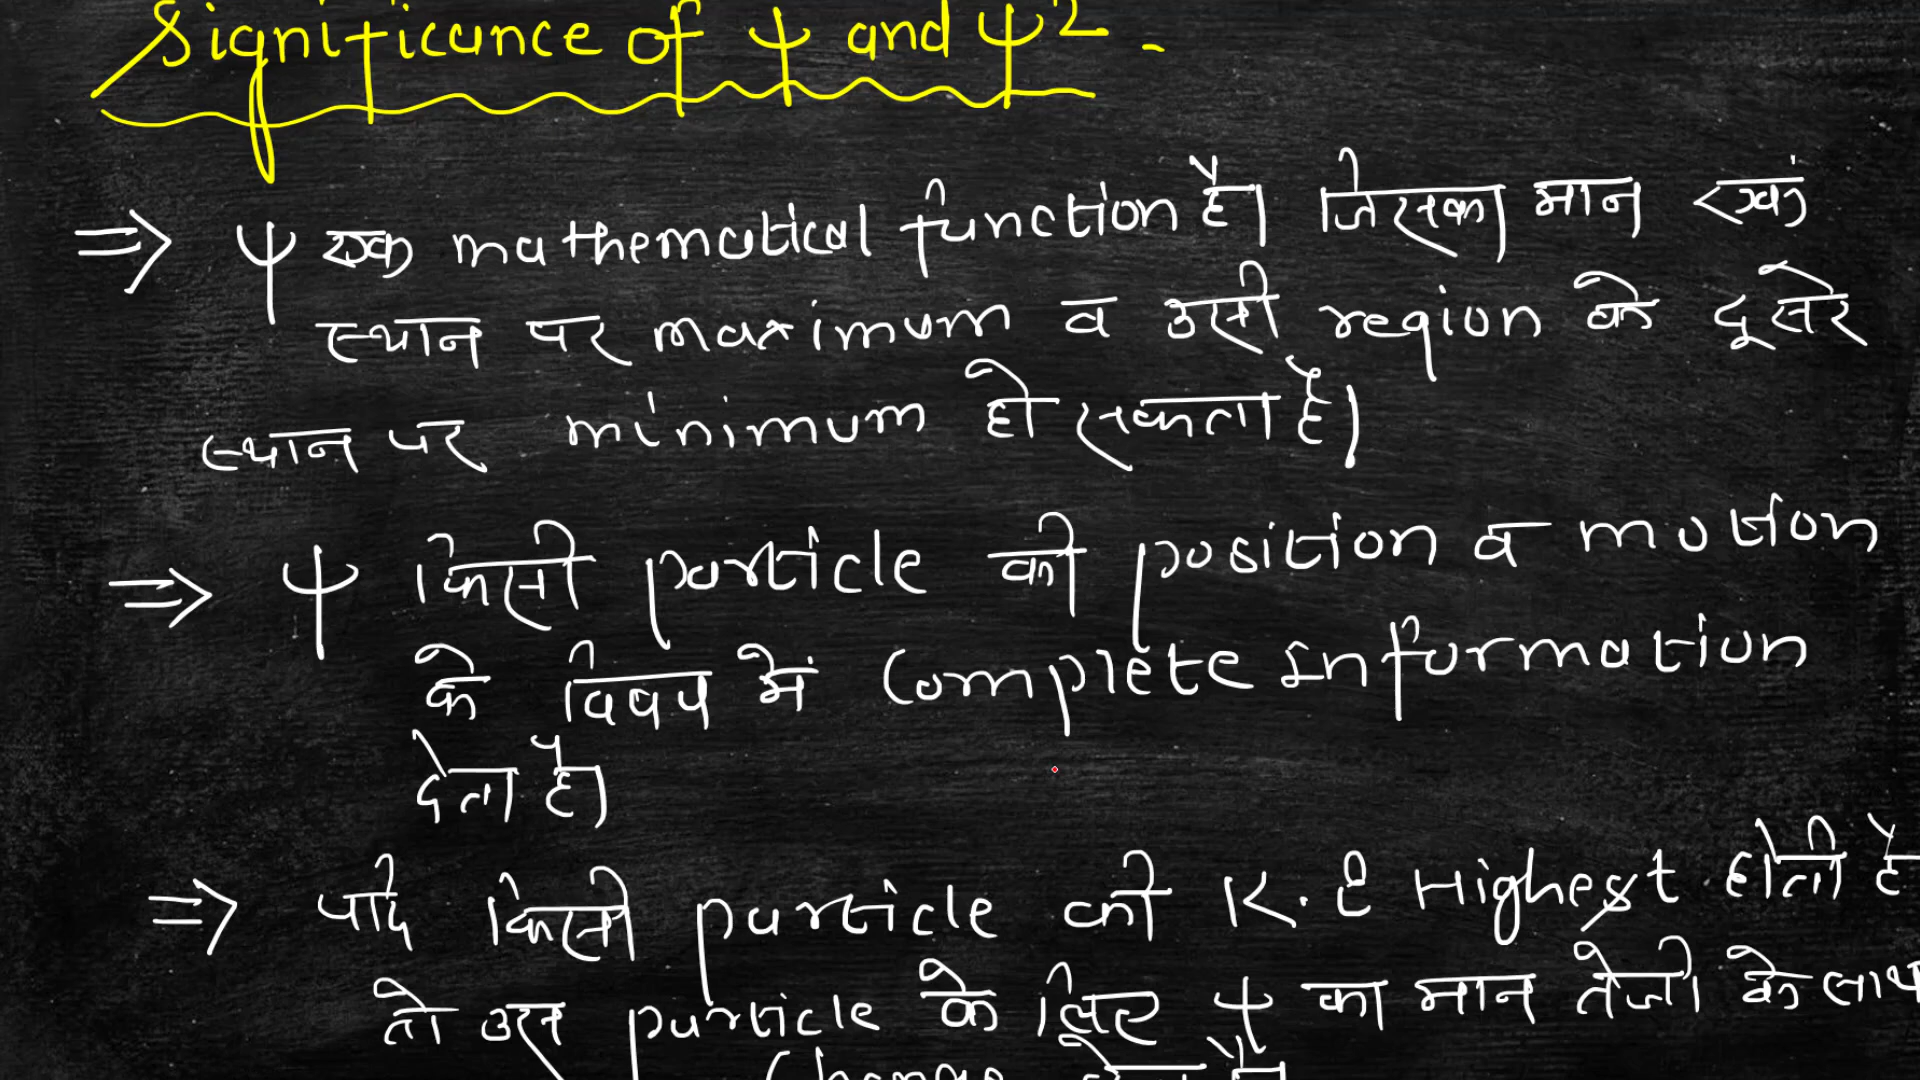 Significance of ψ and ψ2 -
⇒ ψ एक mathematical function है। जिसका मान एक
स्थान पर maximum व उसी region के दूसरे
स्थान पर minimum हो सकता है।
⇒ ψ किसी particle की position व motion
के विषय में Complete Information
देता है।
⇒ यदि किसी particle की K.E Highest होती है
तो उस particle के लिए ψ का मान तेजी के साथ
Change होता है